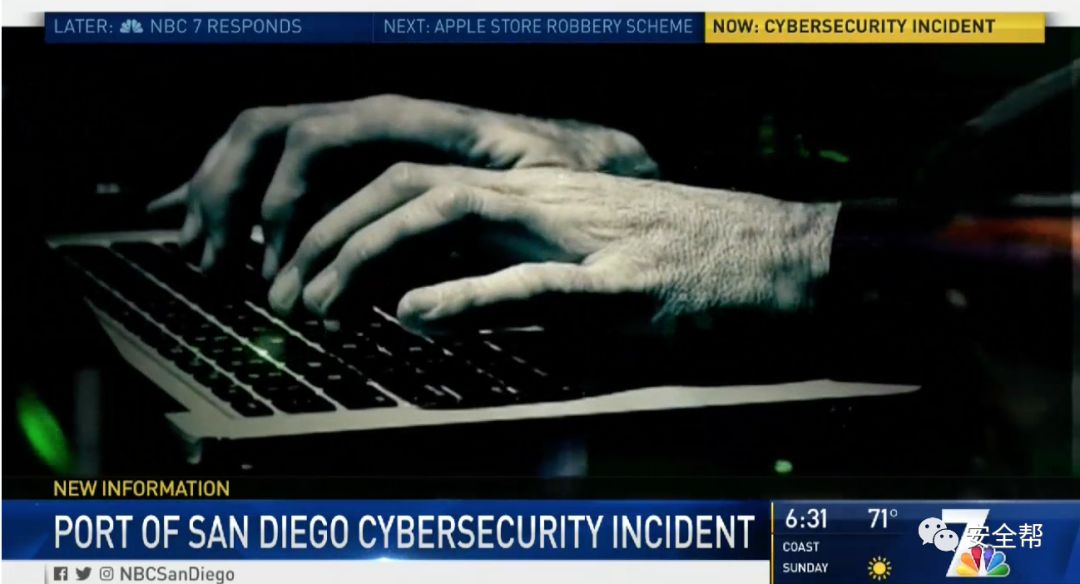 LATER: NBC 7 RESPONDS
NEXT: APPLE STORE ROBBERY SCHEME
NOW: CYBERSECURITY INCIDENT
NEW INFORMATION
PORT OF SAN DIEGO CYBERSECURITY INCIDENT
6:31 71°
COAST
SUNDAY
7
安全帮
NBCSanDiego